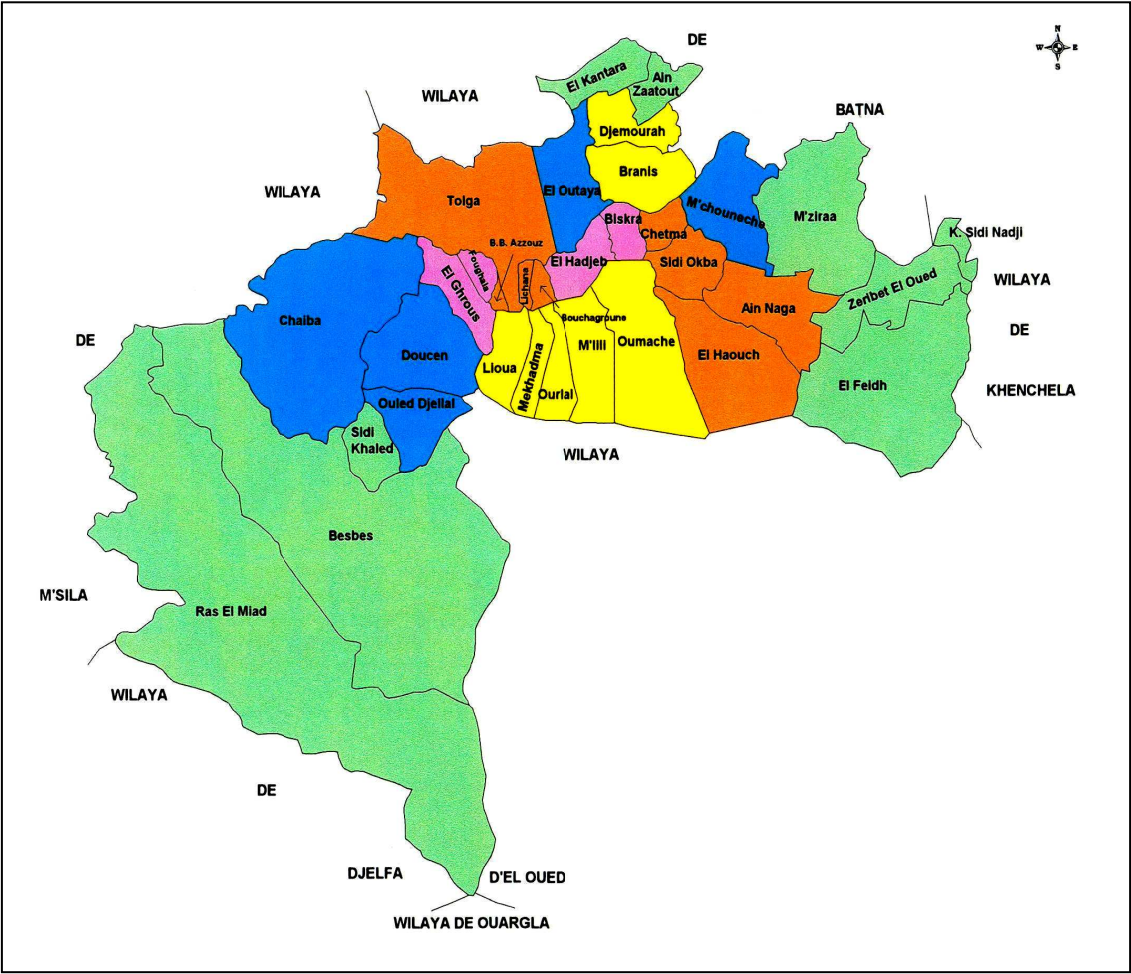 N
W E
S
DE
El Kantara
Ain
Zaatout
WILAYA
BATNA
Djemourah
Branis
WILAYA
El Outaya
M'chouneche
M'ziraa
Tolga
Biskra
Chetma
K. Sidi Nadji
B.B. Azzouz
Foughala
El Hadjeb
Sidi Okba
WILAYA
El Ghrous
Lichana
Zeribet El Oued
Ain Naga
Chaiba
Bouchagroune
DE
DE
M'lili
Oumache
Doucen
El Haouch
Lioua
Mekhadma
Ourlal
El Feidh
KHENCHELA
Ouled Djellal
Sidi
Khaled
WILAYA
Besbes
M'SILA
Ras El Miad
WILAYA
DE
DJELFA
D'EL OUED
WILAYA DE OUARGLA